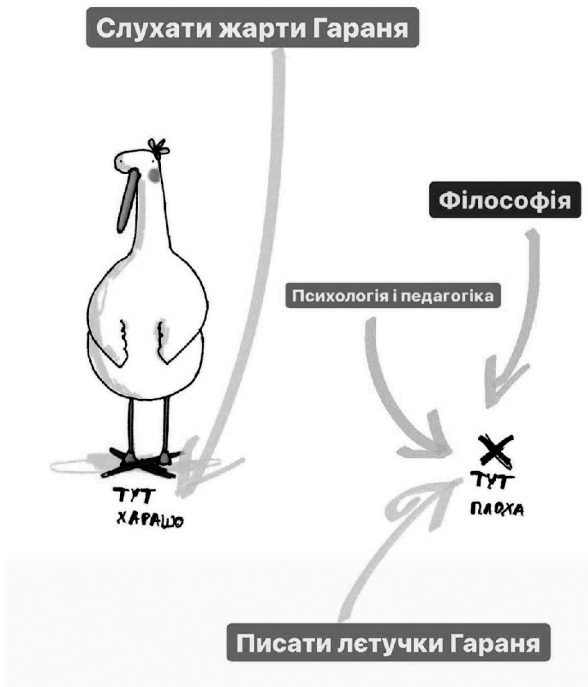 Слухати жарти Гараня
Філософія
Психологія і педагогіка
ТУТ
ХАРАШО
ТУТ
ПЛОХА
Писати лєтучки Гараня